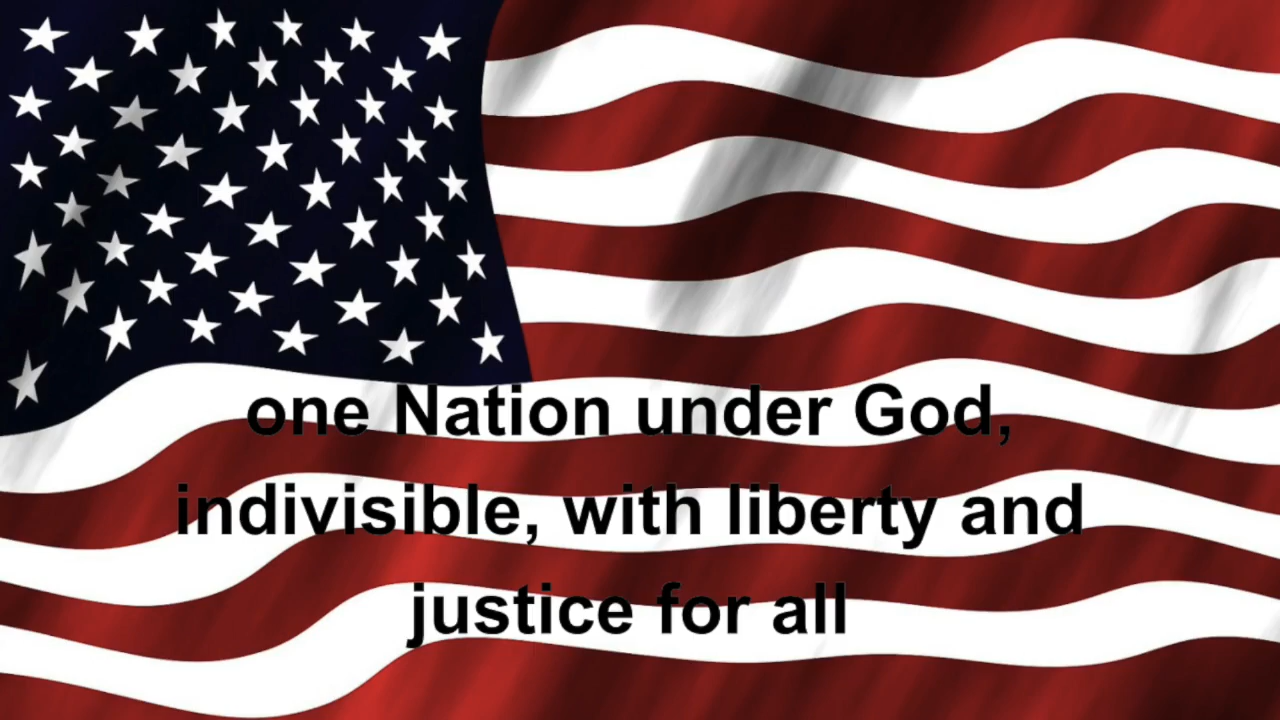 one Nation under God,
indivisible, with liberty and
justice for all